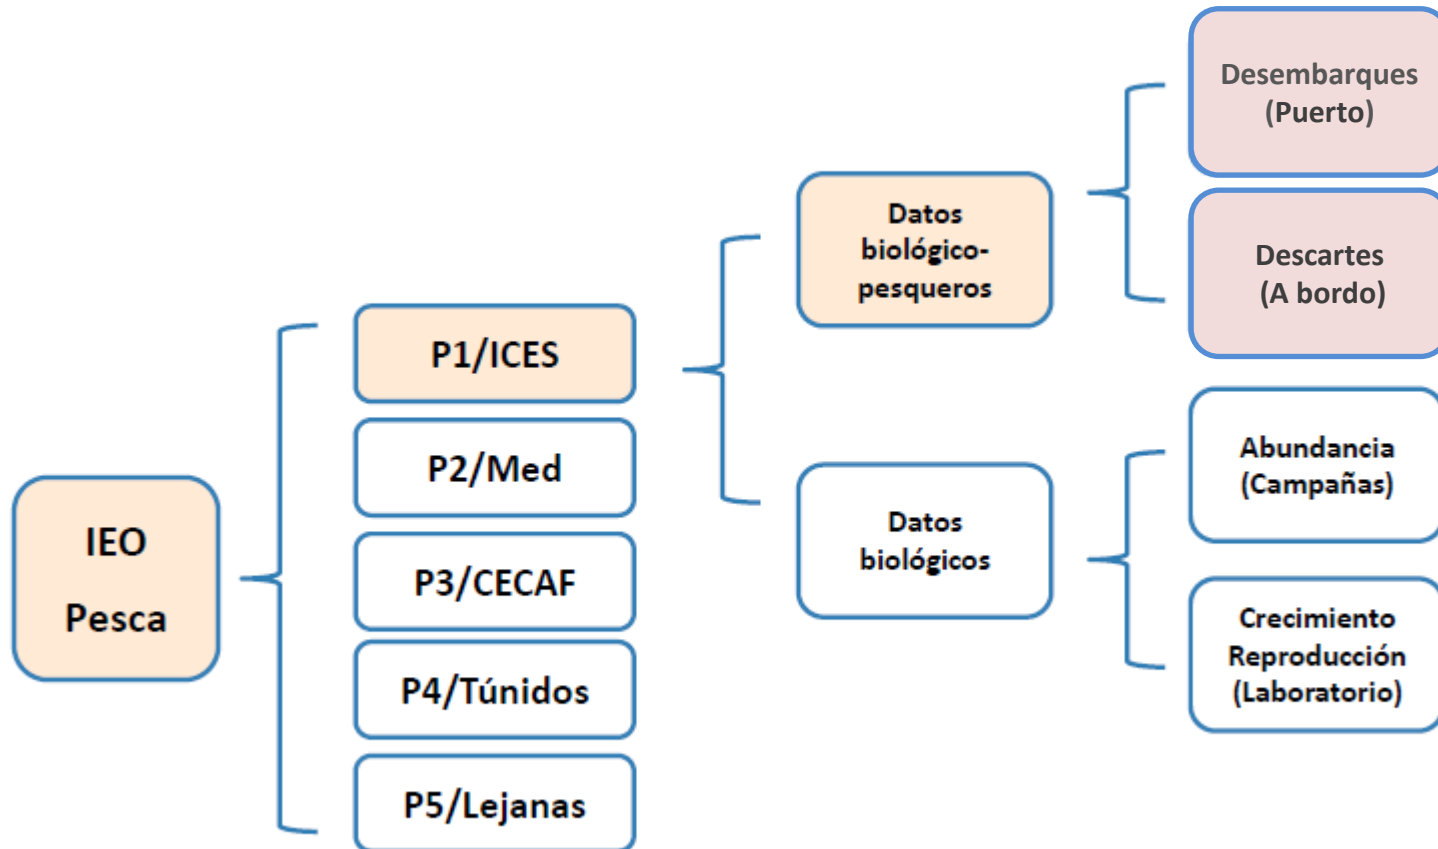 IEO
Pesca
P1/ICES
P2/Med
P3/CECAF
P4/Túnidos
P5/Lejanas
Datos
biológico-
pesqueros
Datos
biológicos
Desembarques
(Puerto)
Descartes
(A bordo)
Abundancia
(Campañas)
Crecimiento
Reproducción
(Laboratorio)